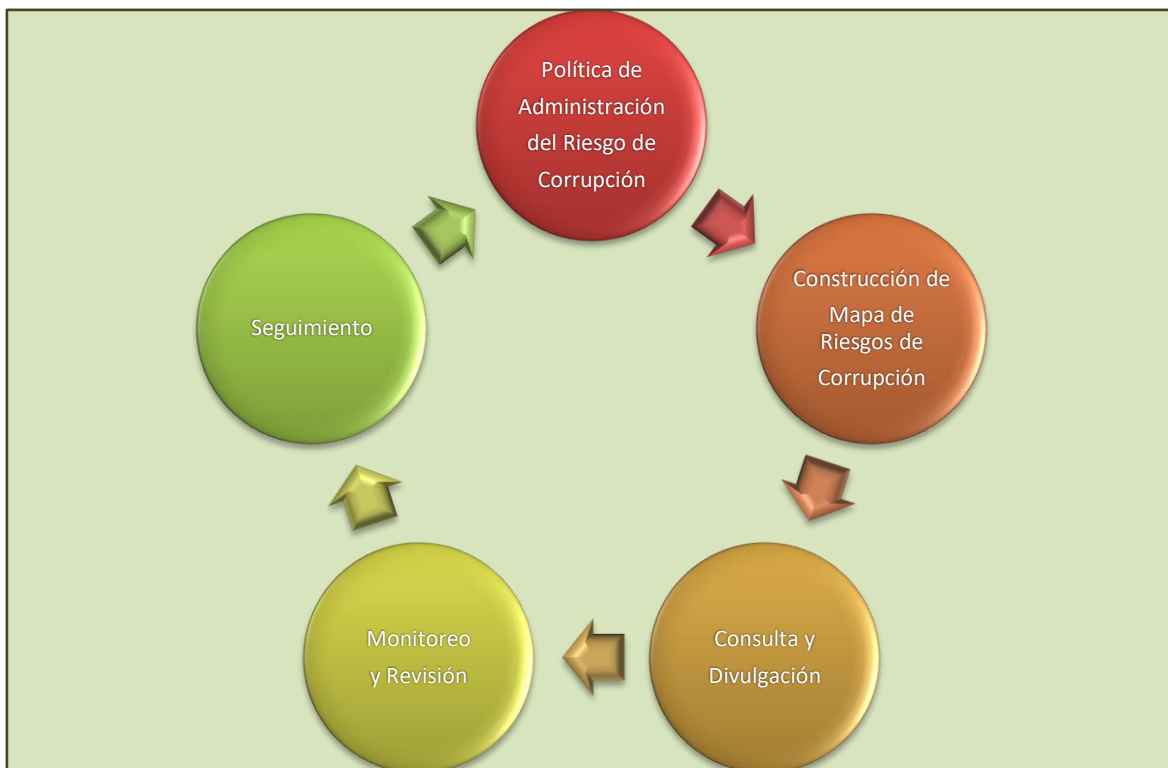 Política de
Administración
del Riesgo de
Corrupción
Construcción de
Mapa de
Riesgos de
Corrupción
Consulta y
Divulgación
Monitoreo
y Revisión
Seguimiento